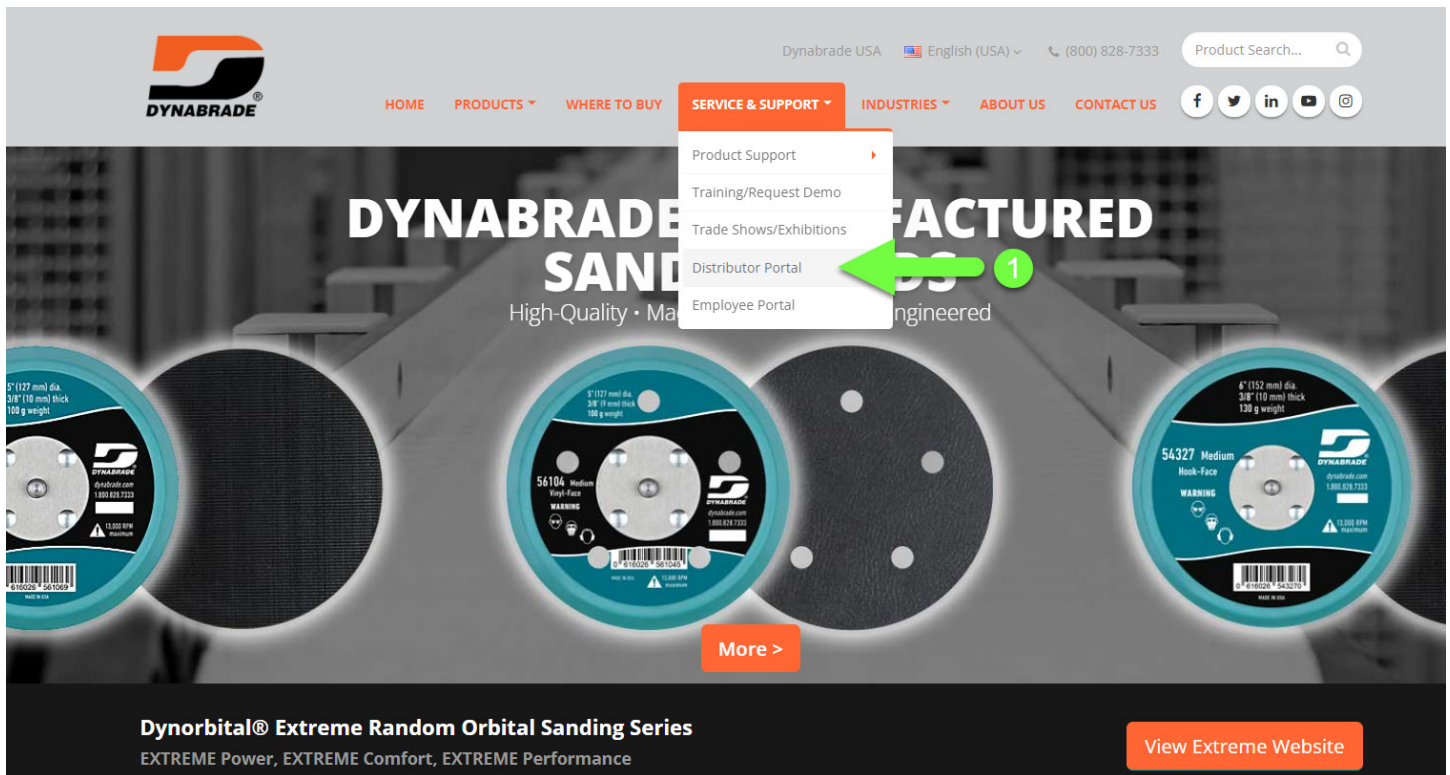 DYNABRADE®
Dynabrade USA English (USA) (800) 828-7333 Product Search...
HOME PRODUCTS WHERE TO BUY SERVICE & SUPPORT INDUSTRIES ABOUT US CONTACT US
Product Support
Training/Request Demo
Trade Shows/Exhibitions
Distributor Portal
1
Employee Portal
DYNABRADE FACTURED
SAND DS
High-Quality • Ma ngineered
5" (127 mm) dia.
3/8" (10 mm) thick
100 g weight
DYNABRADE
dynabrade.com
1.800.828.7333
13,000 RPM
maximum
616026 561069
MADE IN USA
5" (127 mm) dia.
3/8" (9 mm) thick
100 g weight
56104 Medium
Vinyl-Face
WARNING
DYNABRADE
dynabrade.com
1.800.828.7333
0 616026 561045
MADE IN USA
13,000 RPM
maximum
6" (152 mm) dia.
3/8" (10 mm) thick
130 g weight
54327 Medium
Hook-Face
WARNING
DYNABRADE
dynabrade.com
1.800.828.7333
13,000 RPM
maximum
0 616026 543270
MADE IN USA
More >
Dynorbital® Extreme Random Orbital Sanding Series
EXTREME Power, EXTREME Comfort, EXTREME Performance
View Extreme Website